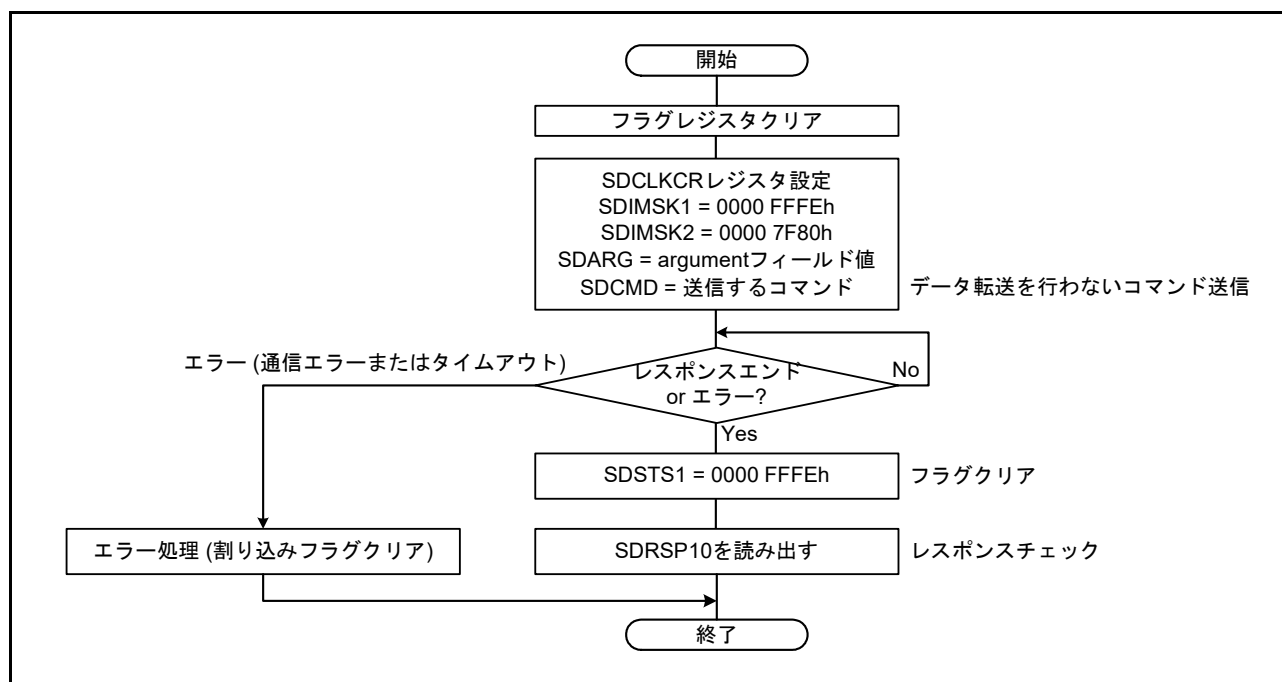 開始
フラグレジスタクリア
SDCLKCRレジスタ設定
SDIMSK1 = 0000 FFFEh
SDIMSK2 = 0000 7F80h
SDARG = argumentフィールド値
SDCMD = 送信するコマンド
データ転送を行わないコマンド送信
エラー (通信エラーまたはタイムアウト)
レスポンスエンド
or エラー?
No
Yes
SDSTS1 = 0000 FFFEh
フラグクリア
エラー処理 (割り込みフラグクリア)
SDRSP10を読み出す
レスポンスチェック
終了